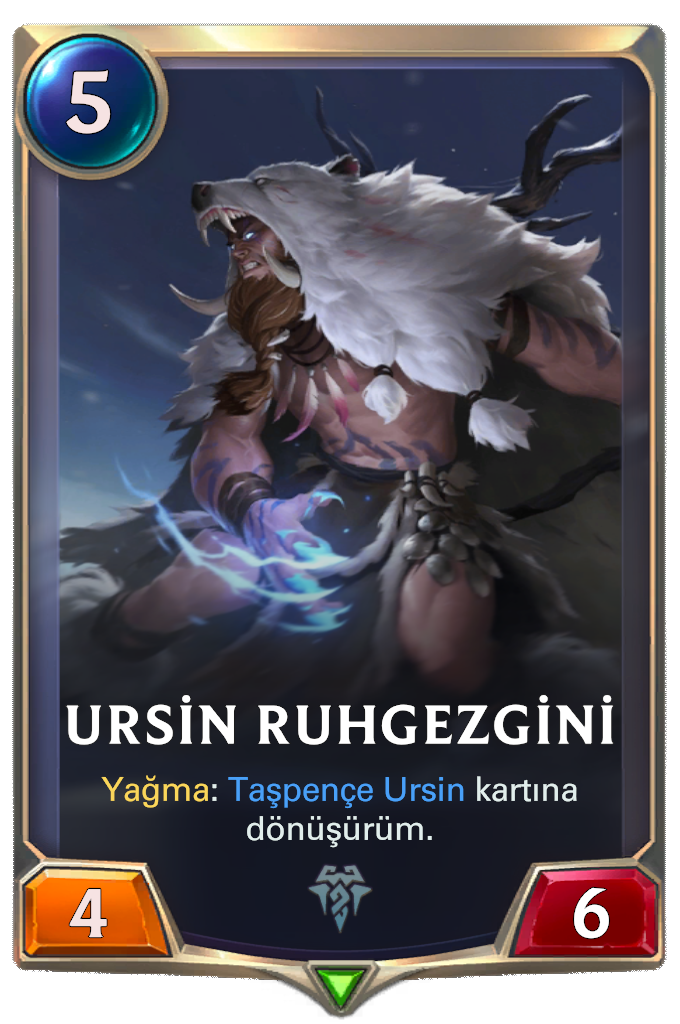 5
URSİN RUHGEZGİNİ
Yağma: Taşpençe Ursin kartına
dönüşürüm.
4
6